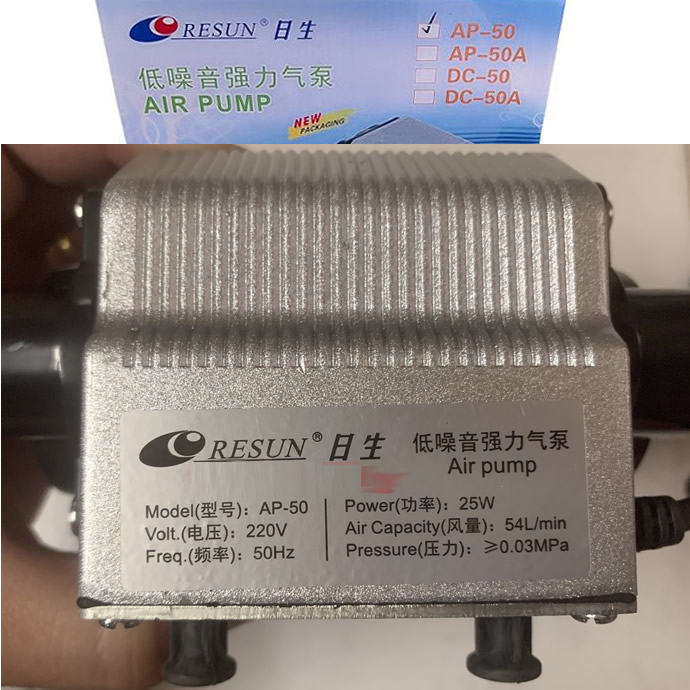 RESUN® 日生
AP-50
AP-50A
DC-50
DC-50A
低噪音强力气泵
AIR PUMP
NEW
PACKAGING
RESUN® 日生
低噪音强力气泵
Air pump
Model(型号): AP-50
Volt.(电压): 220V
Freq.(频率): 50Hz
Power(功率): 25W
Air Capacity(风量): 54L/min
Pressure(压力): ≥0.03MPa